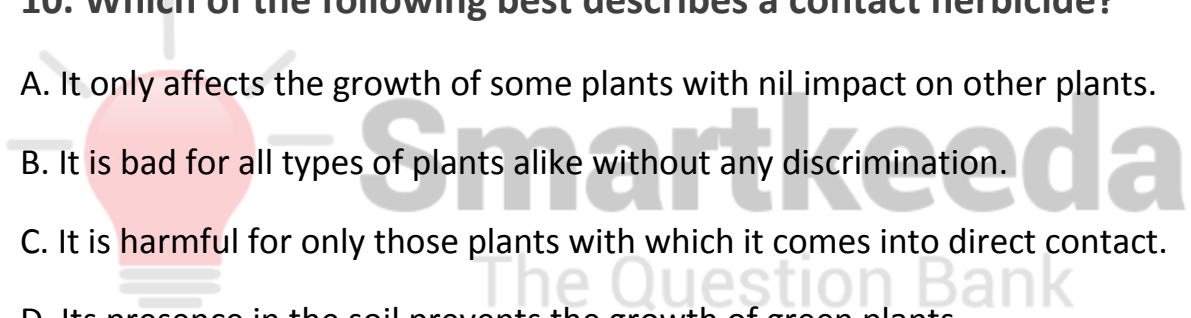 10. Which of the following best describes a contact herbicide?
A. It only affects the growth of some plants with nil impact on other plants.
Smartkeeda
B. It is bad for all types of plants alike without any discrimination.
C. It is harmful for only those plants with which it comes into direct contact.
The Question Bank
D. Its presence in the soil prevents the growth of green plants.